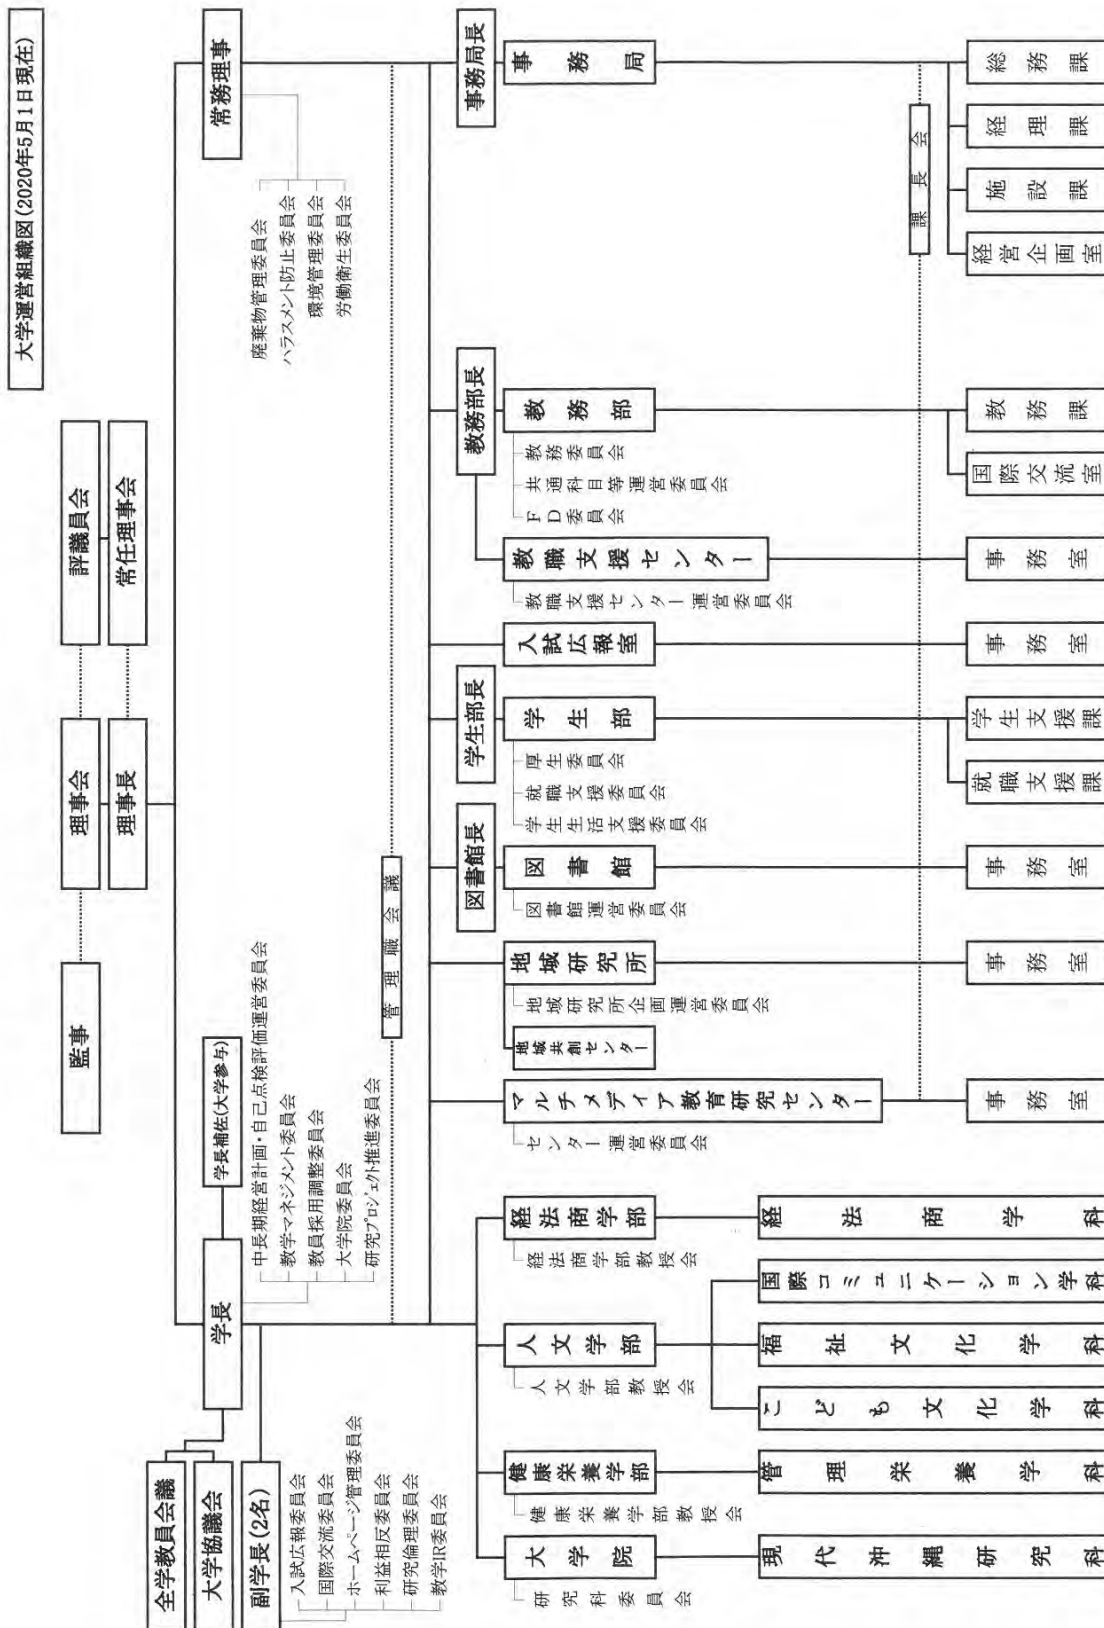 大学運営組織図(2020年5月1日現在)
監事
理事会
評議員会
理事長
常任理事会
全学教員会議
大学協議会
副学長(2名)
入試広報委員会
国際交流委員会
ホームページ管理委員会
利益相反委員会
研究倫理委員会
教学IR委員会
学長
学長補佐(大学参与)
中長期経営計画・自己点検評価運営委員会
教学マネジメント委員会
教員採用調整委員会
大学院委員会
研究プロジェクト推進委員会
常務理事
廃棄物管理委員会
ハラスメント防止委員会
環境管理委員会
労働衛生委員会
管理職会議
大学院
研究科委員会
現代沖縄研究科
健康栄養学部
健康栄養学部教授会
管理栄養学科
人文学部
人文学部教授会
こども文化学科
福祉文化学科
国際コミュニケーション学科
経法商学部
経法商学部教授会
経法商学科
マルチメディア教育研究センター
センター運営委員会
事務室
地域研究所
地域研究所企画運営委員会
地域共創センター
事務室
図書館長
図書館
図書館運営委員会
事務室
学生部長
学生部
厚生委員会
就職支援委員会
学生生活支援委員会
就職支援課
学生支援課
入試広報室
事務室
教務部長
教務部
教務委員会
共通科目等運営委員会
FD委員会
教職支援センター
教職支援センター運営委員会
事務室
国際交流室
教務課
事務局長
事務局
課長会
経営企画室
施設課
経理課
総務課